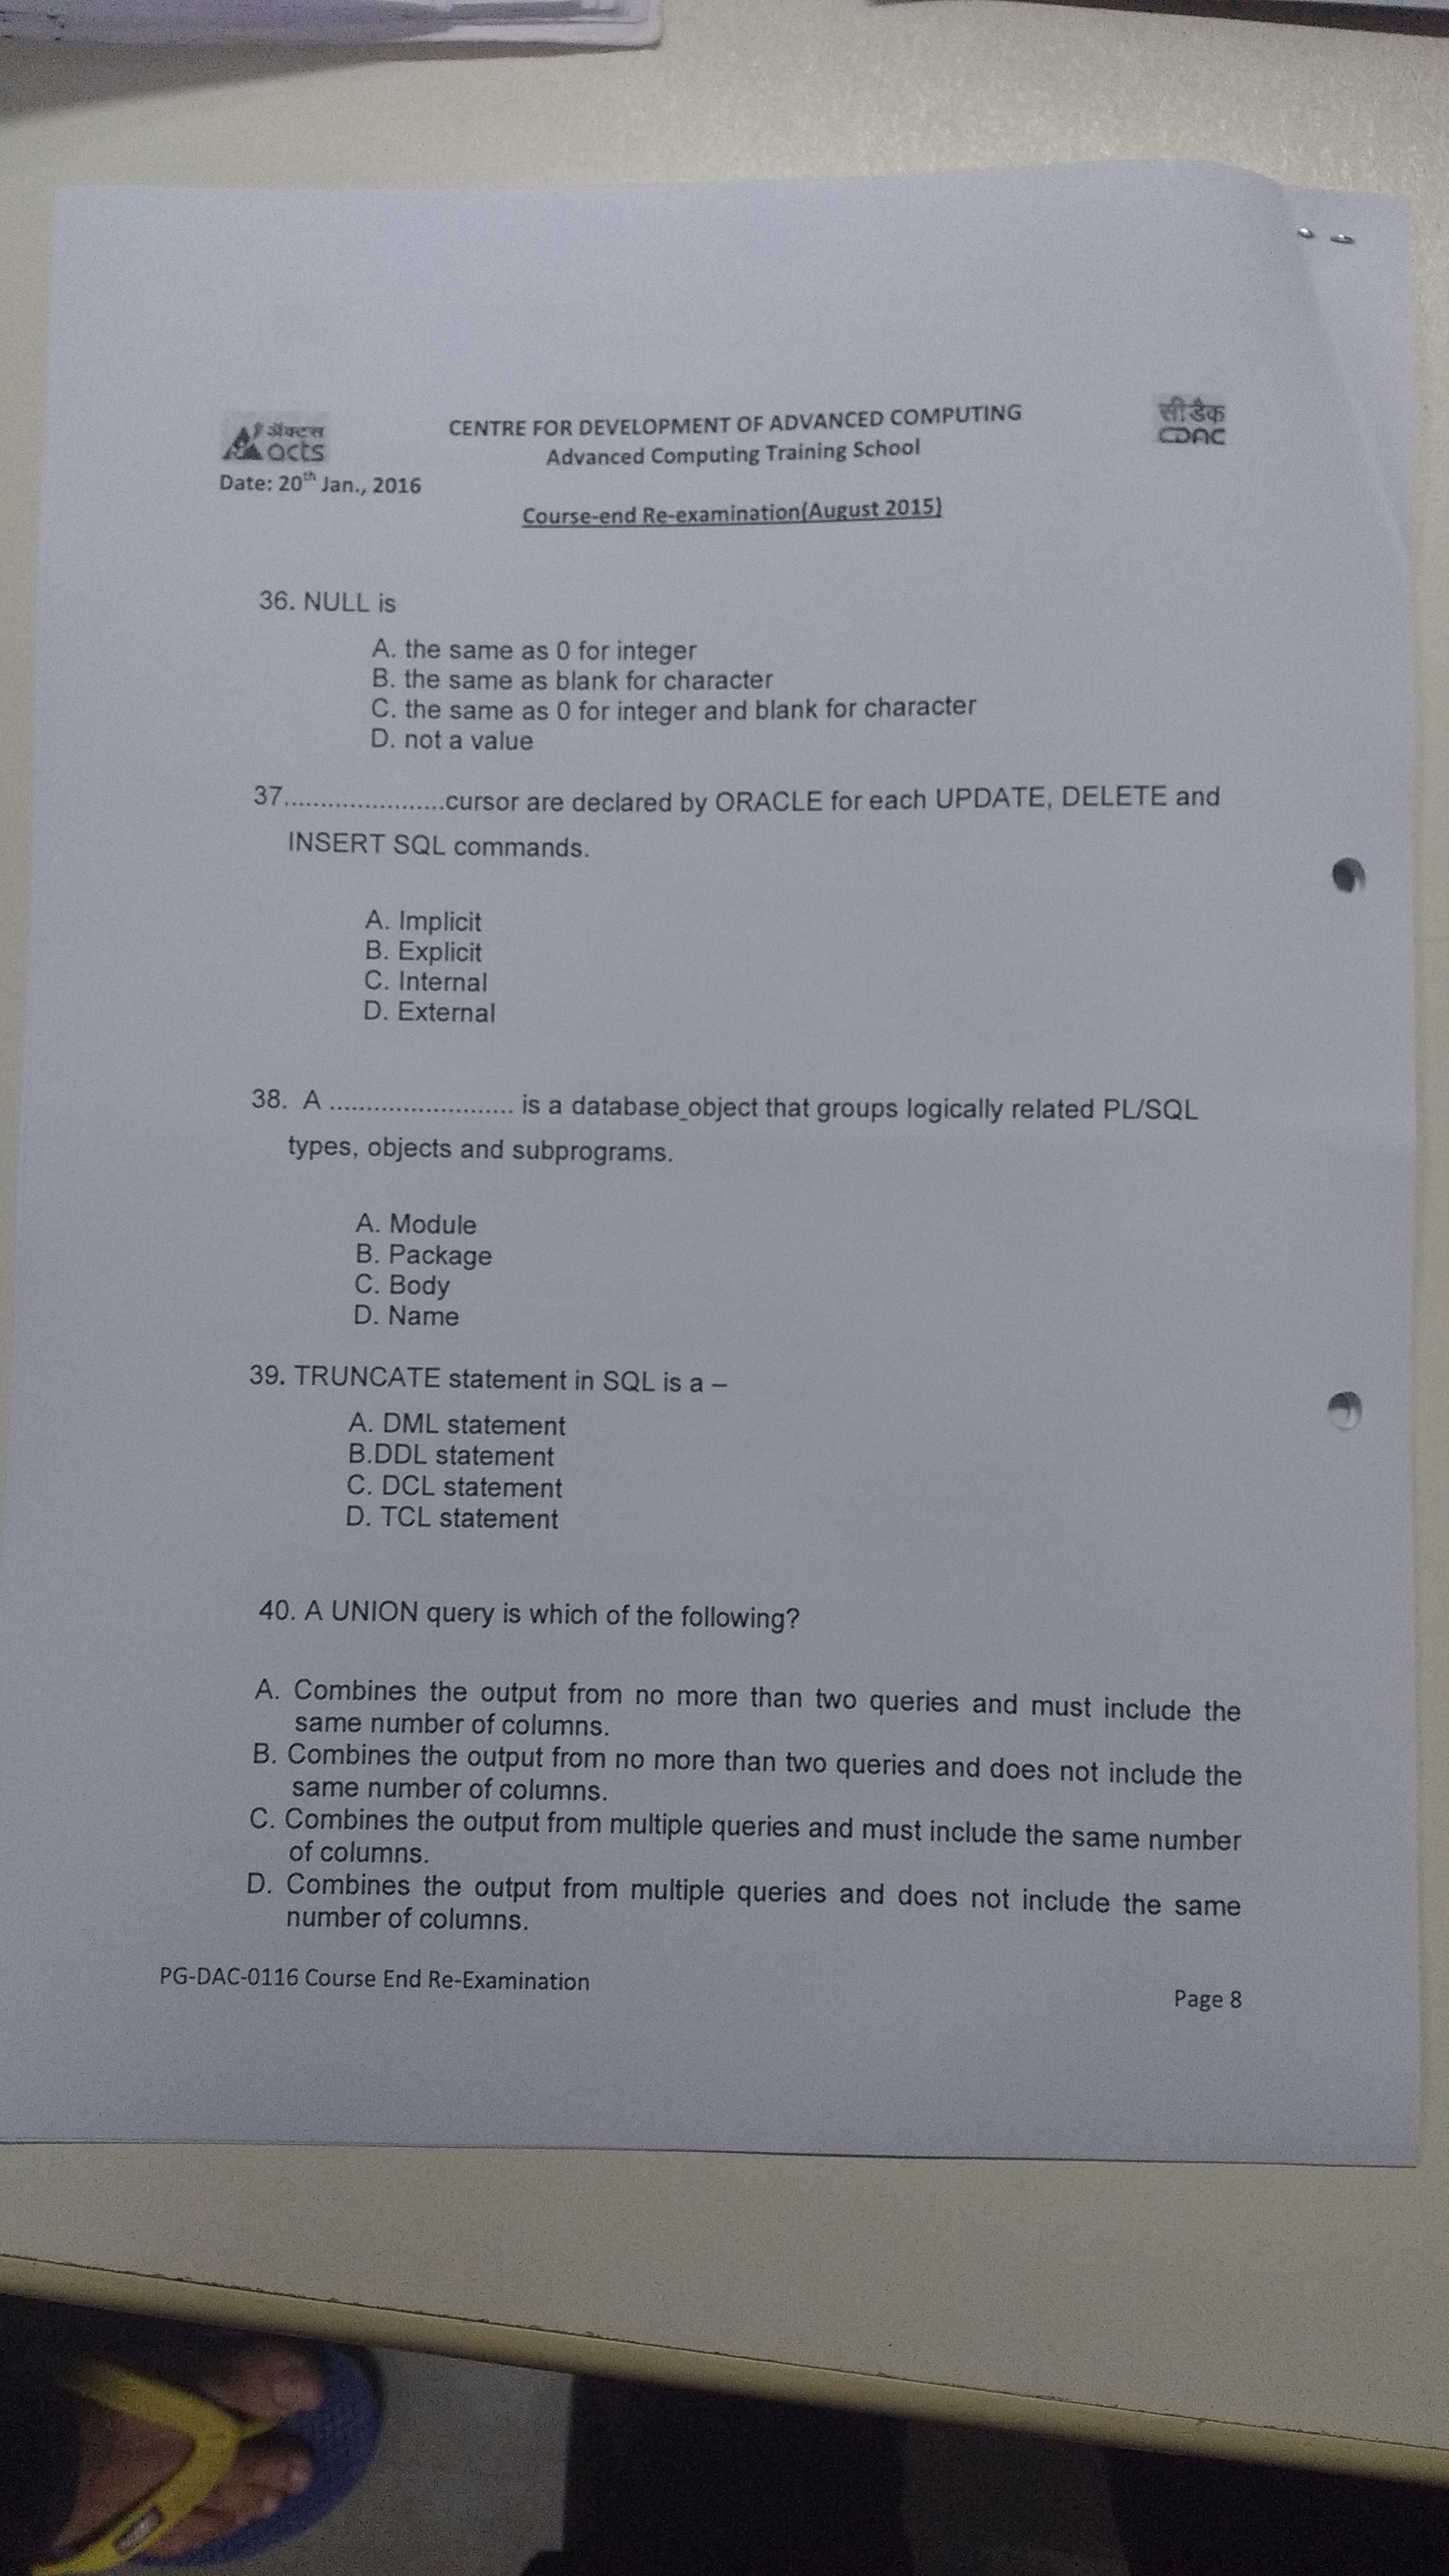 ॲक्टस
acts
CENTRE FOR DEVELOPMENT OF ADVANCED COMPUTING
सी डैक
CDAC
Advanced Computing Training School
Date: 20th Jan., 2016
Course-end Re-examination(August 2015)
36. NULL is
A. the same as 0 for integer
B. the same as blank for character
C. the same as 0 for integer and blank for character
D. not a value
37......................cursor are declared by ORACLE for each UPDATE, DELETE and
INSERT SQL commands.
A. Implicit
B. Explicit
C. Internal
D. External
38. A ......................... is a database_object that groups logically related PL/SQL
types, objects and subprograms.
A. Module
B. Package
C. Body
D. Name
39. TRUNCATE statement in SQL is a –
A. DML statement
B.DDL statement
C. DCL statement
D. TCL statement
40. A UNION query is which of the following?
A. Combines the output from no more than two queries and must include the
same number of columns.
B. Combines the output from no more than two queries and does not include the
same number of columns.
C. Combines the output from multiple queries and must include the same number
of columns.
D. Combines the output from multiple queries and does not include the same
number of columns.
PG-DAC-0116 Course End Re-Examination
Page 8